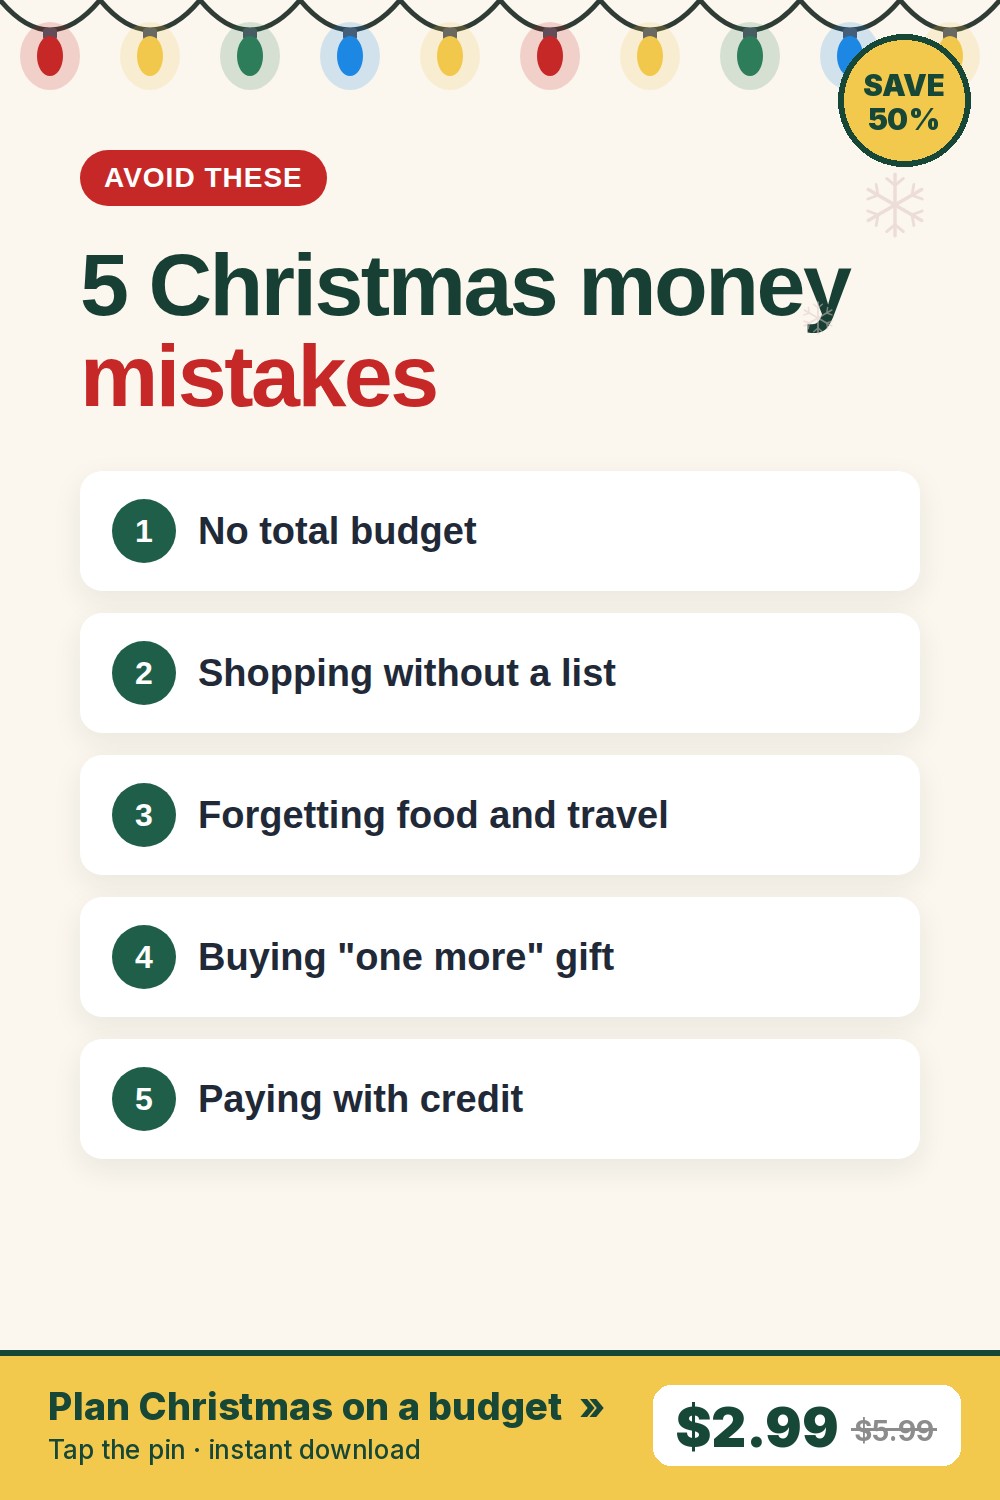 SAVE
50%
AVOID THESE
5 Christmas money
mistakes
1 No total budget
2 Shopping without a list
3 Forgetting food and travel
4 Buying "one more" gift
5 Paying with credit
Plan Christmas on a budget »
Tap the pin · instant download
$2.99 $5.99